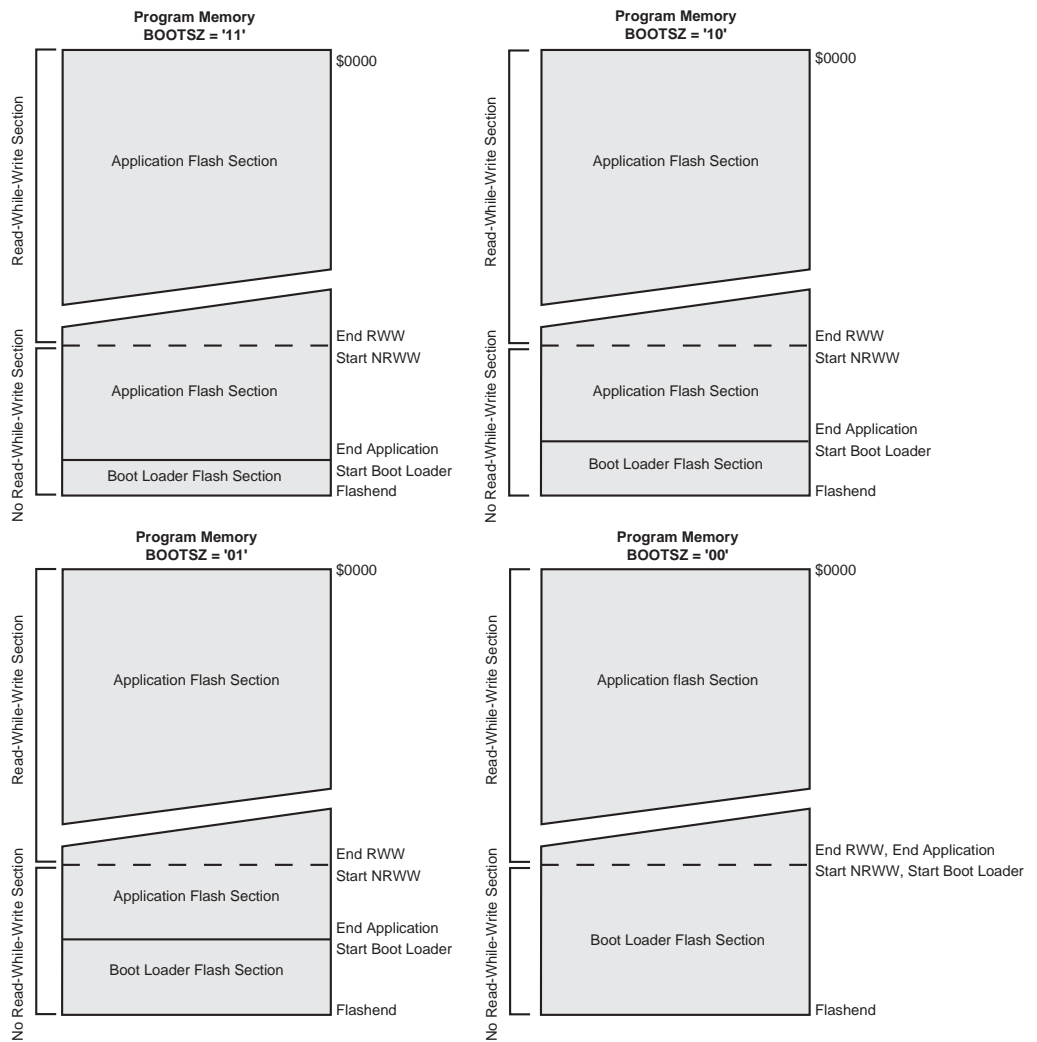 Program Memory
BOOTSZ = '11'
$0000
Read-While-Write Section
Application Flash Section
End RWW
Start NRWW
No Read-While-Write Section
Application Flash Section
End Application
Start Boot Loader
Boot Loader Flash Section
Flashend
Program Memory
BOOTSZ = '10'
$0000
Read-While-Write Section
Application Flash Section
End RWW
Start NRWW
No Read-While-Write Section
Application Flash Section
End Application
Start Boot Loader
Boot Loader Flash Section
Flashend
Program Memory
BOOTSZ = '01'
$0000
Read-While-Write Section
Application Flash Section
End RWW
Start NRWW
No Read-While-Write Section
Application Flash Section
End Application
Start Boot Loader
Boot Loader Flash Section
Flashend
Program Memory
BOOTSZ = '00'
$0000
Read-While-Write Section
Application flash Section
End RWW, End Application
Start NRWW, Start Boot Loader
No Read-While-Write Section
Boot Loader Flash Section
Flashend